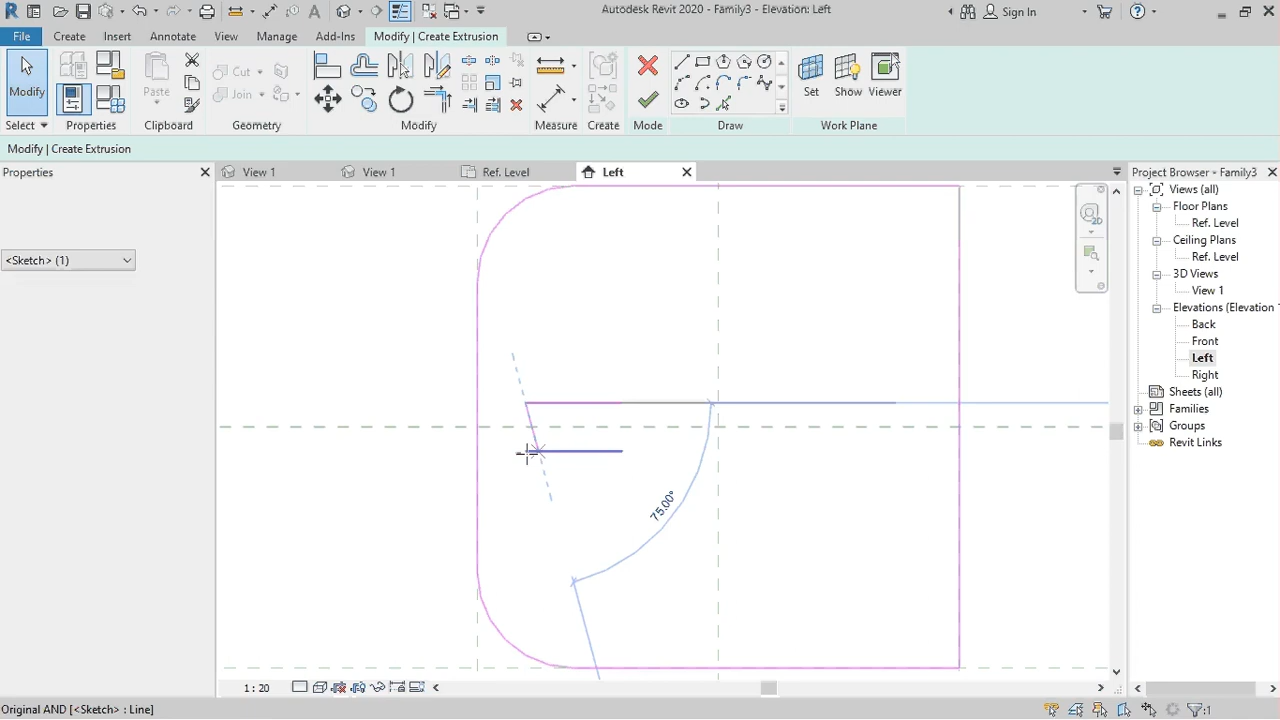 Autodesk Revit 2020 - Family3 - Elevation: Left
Sign In
File Create Insert Annotate View Manage Add-Ins Modify | Create Extrusion
Modify
Paste
Cut
Join
Set Show Viewer
Select Properties Clipboard Geometry Modify Measure Create Mode Draw Work Plane
Modify | Create Extrusion
Properties
View 1
View 1
Ref. Level
Left
Project Browser - Family3
<Sketch> (1)
Views (all)
Floor Plans
Ref. Level
Ceiling Plans
Ref. Level
3D Views
View 1
Elevations (Elevation
Back
Front
Left
Right
Sheets (all)
Families
Groups
Revit Links
2D
75.00°
1 : 20
Original AND [<Sketch> : Line]
:1